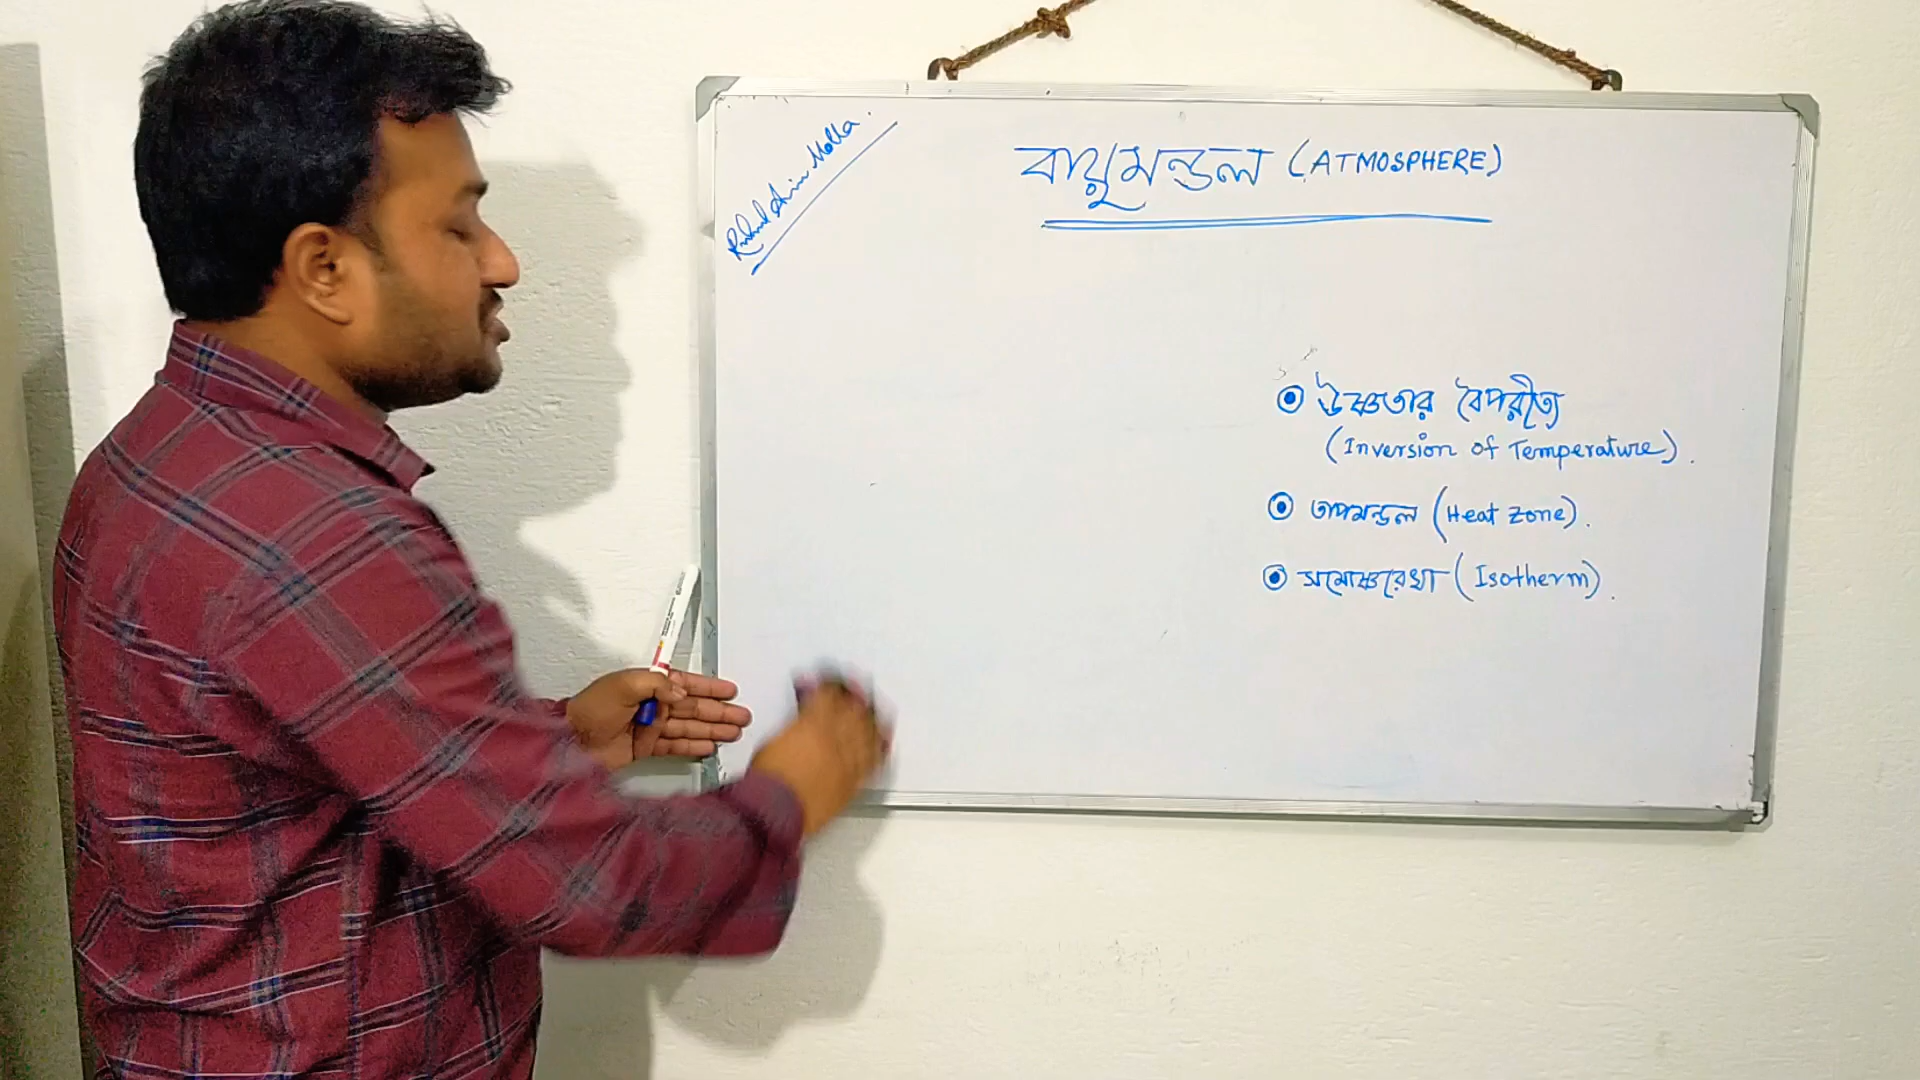 বায়ুমন্ডল (ATMOSPHERE)
উষ্ণতার বৈপরীত্যে
(Inversion of Temperature).
তাপমন্ডল (Heat zone).
সমোষ্ণরেখা (Isotherm).